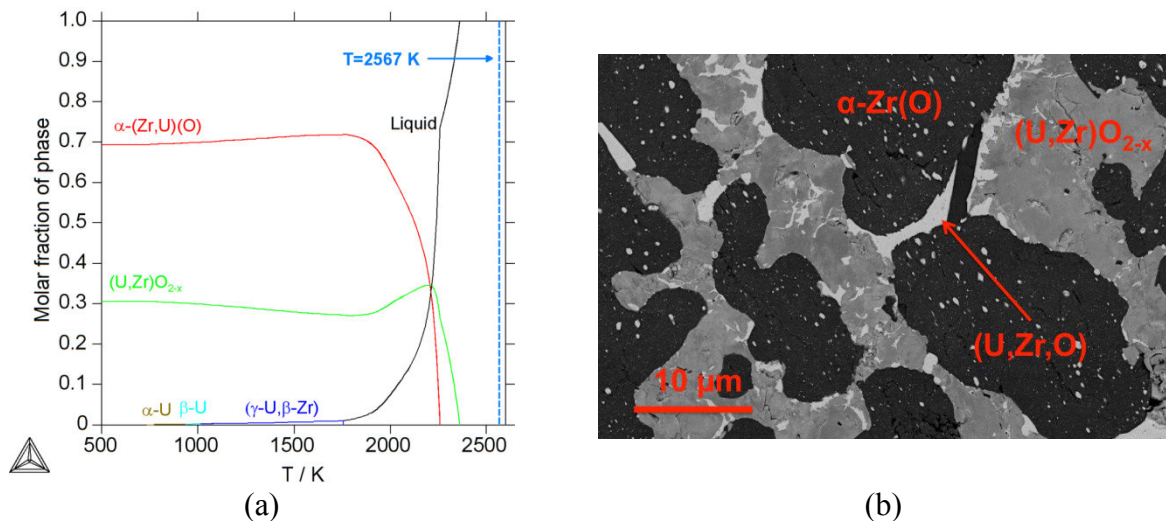 1.0
0.9
0.8
0.7
0.6
0.5
0.4
0.3
0.2
0.1
0
Molar fraction of phase
T=2567 K
Liquid
α-(Zr,U)(O)
(U,Zr)O₂₋ₓ
α-U
β-U
(γ-U,β-Zr)
500
1000
1500
2000
2500
T / K
(a)
α-Zr(O)
(U,Zr)O₂₋ₓ
(U,Zr,O)
10 µm
(b)